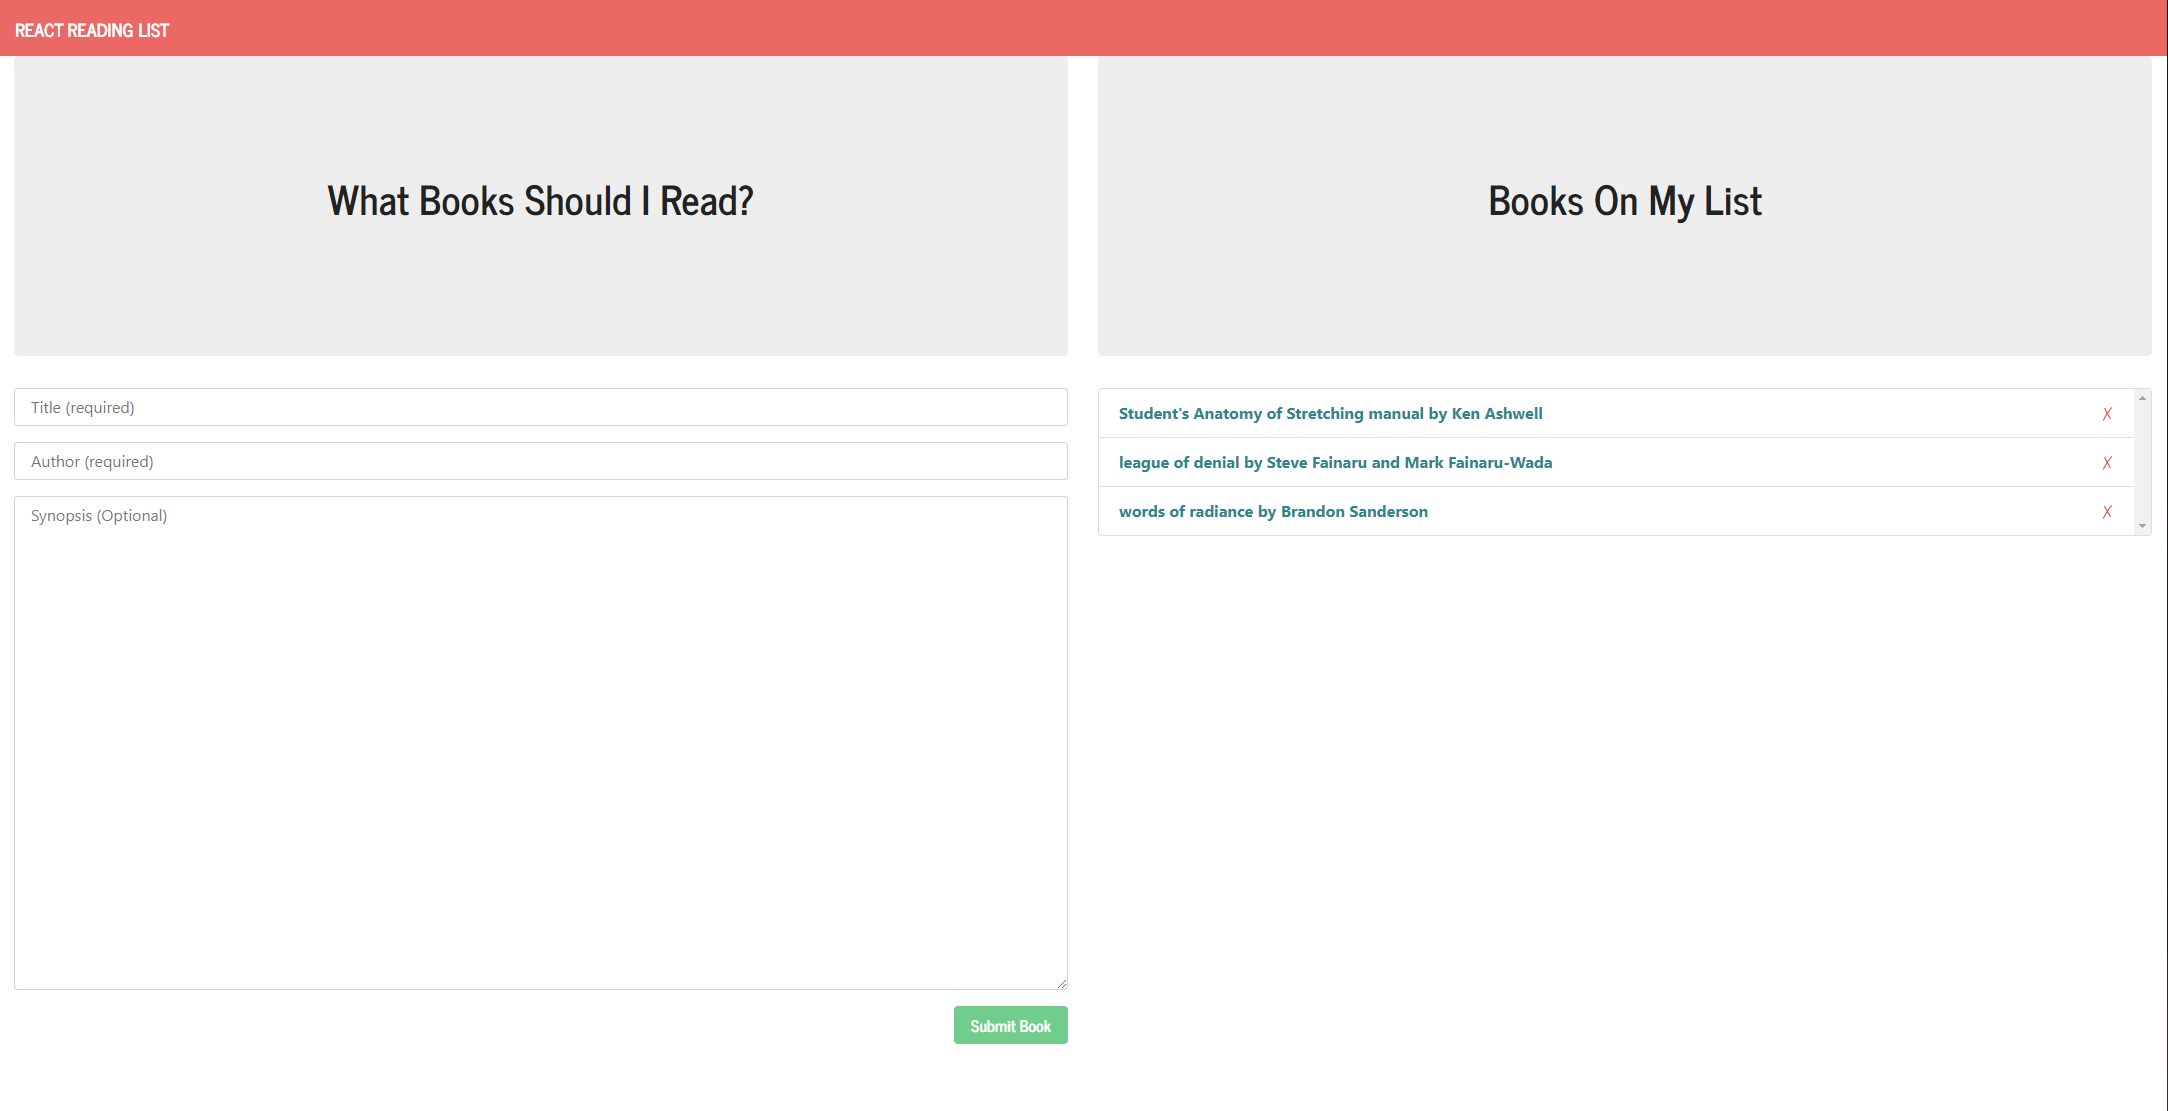 REACT READING LIST
What Books Should I Read?
Title (required)
Author (required)
Synopsis (Optional)
Submit Book
Books On My List
Student's Anatomy of Stretching manual by Ken Ashwell
✗
league of denial by Steve Fainaru and Mark Fainaru-Wada
✗
words of radiance by Brandon Sanderson
✗